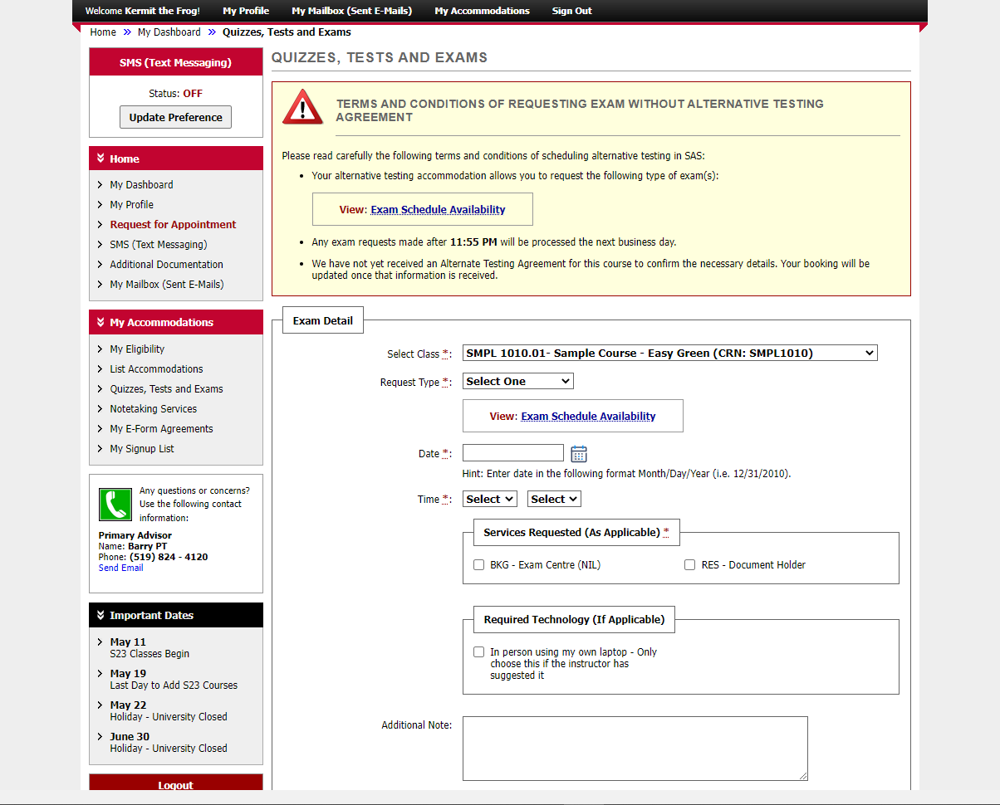 Welcome Kermit the Frog! My Profile My Mailbox (Sent E-Mails) My Accommodations Sign Out
Home » My Dashboard » Quizzes, Tests and Exams
SMS (Text Messaging)
Status: OFF
Update Preference
Home
My Dashboard
My Profile
Request for Appointment
SMS (Text Messaging)
Additional Documentation
My Mailbox (Sent E-Mails)
My Accommodations
My Eligibility
List Accommodations
Quizzes, Tests and Exams
Notetaking Services
My E-Form Agreements
My Signup List
Any questions or concerns?
Use the following contact
information:
Primary Advisor
Name: Barry PT
Phone: (519) 824 - 4120
Send Email
Important Dates
May 11
S23 Classes Begin
May 19
Last Day to Add S23 Courses
May 22
Holiday - University Closed
June 30
Holiday - University Closed
Logout
QUIZZES, TESTS AND EXAMS
TERMS AND CONDITIONS OF REQUESTING EXAM WITHOUT ALTERNATIVE TESTING
AGREEMENT
Please read carefully the following terms and conditions of scheduling alternative testing in SAS:
• Your alternative testing accommodation allows you to request the following type of exam(s):
View: Exam Schedule Availability
• Any exam requests made after 11:55 PM will be processed the next business day.
• We have not yet received an Alternate Testing Agreement for this course to confirm the necessary details. Your booking will be
updated once that information is received.
Exam Detail
Select Class *: SMPL 1010.01- Sample Course - Easy Green (CRN: SMPL1010)
Request Type *: Select One
View: Exam Schedule Availability
Date *:
Hint: Enter date in the following format Month/Day/Year (i.e. 12/31/2010).
Time *: Select Select
Services Requested (As Applicable) *
BKG - Exam Centre (NIL) RES - Document Holder
Required Technology (If Applicable)
In person using my own laptop - Only
choose this if the instructor has
suggested it
Additional Note: